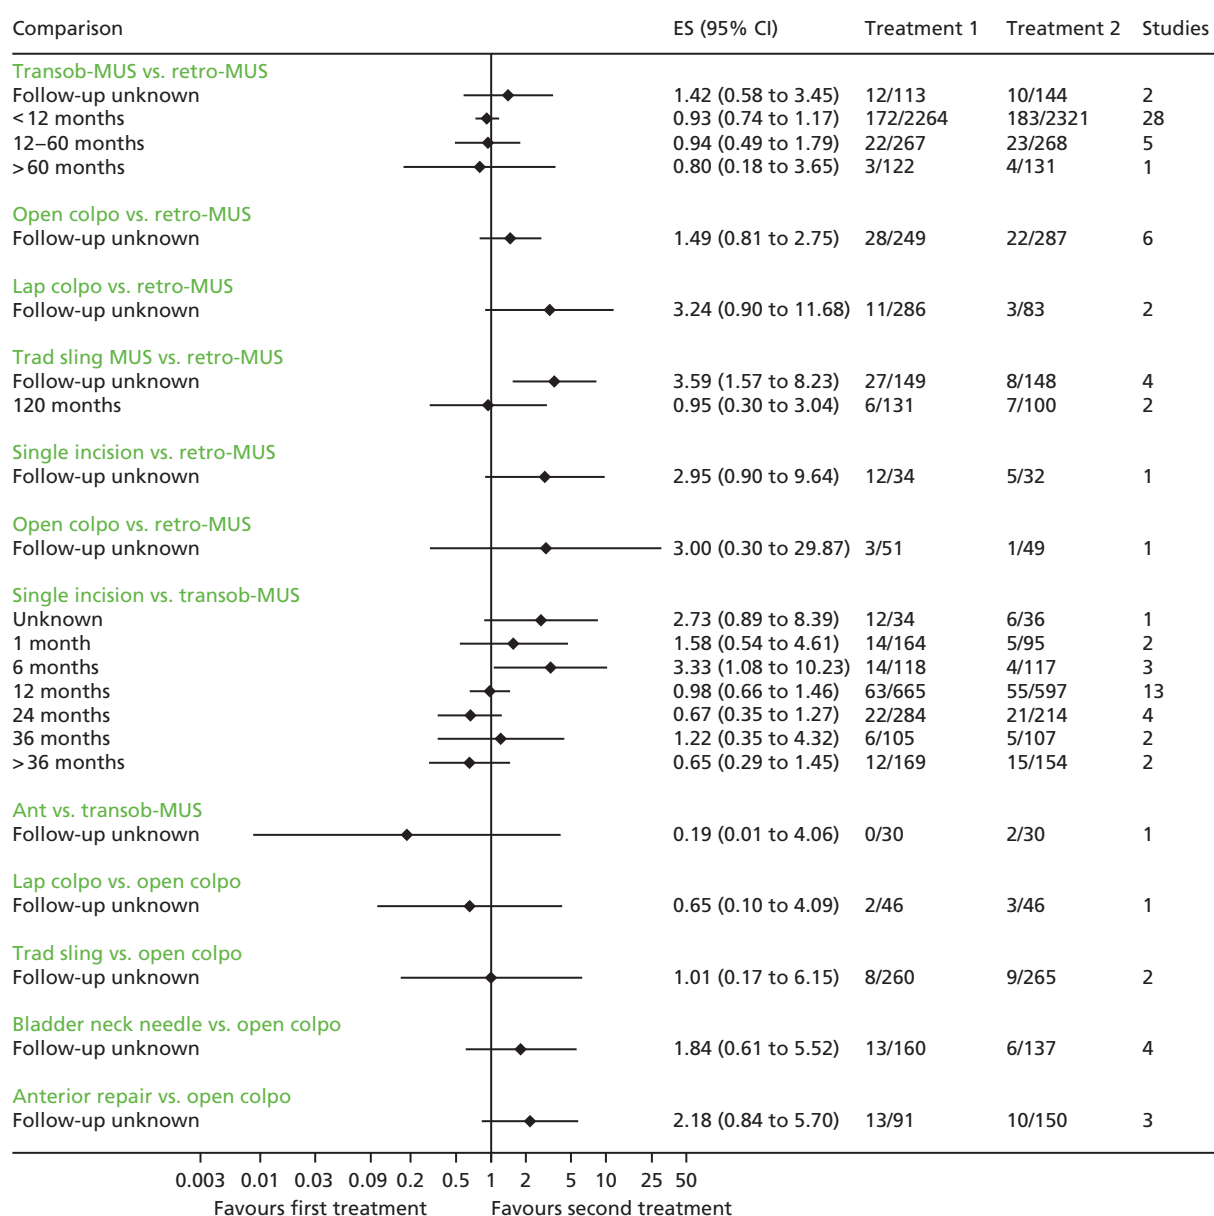 Comparison ES (95% CI) Treatment 1 Treatment 2 Studies
Transob-MUS vs. retro-MUS
Follow-up unknown 1.42 (0.58 to 3.45) 12/113 10/144 2
<12 months 0.93 (0.74 to 1.17) 172/2264 183/2321 28
12–60 months 0.94 (0.49 to 1.79) 22/267 23/268 5
>60 months 0.80 (0.18 to 3.65) 3/122 4/131 1
Open colpo vs. retro-MUS
Follow-up unknown 1.49 (0.81 to 2.75) 28/249 22/287 6
Lap colpo vs. retro-MUS
Follow-up unknown 3.24 (0.90 to 11.68) 11/286 3/83 2
Trad sling MUS vs. retro-MUS
Follow-up unknown 3.59 (1.57 to 8.23) 27/149 8/148 4
120 months 0.95 (0.30 to 3.04) 6/131 7/100 2
Single incision vs. retro-MUS
Follow-up unknown 2.95 (0.90 to 9.64) 12/34 5/32 1
Open colpo vs. retro-MUS
Follow-up unknown 3.00 (0.30 to 29.87) 3/51 1/49 1
Single incision vs. transob-MUS
Unknown 2.73 (0.89 to 8.39) 12/34 6/36 1
1 month 1.58 (0.54 to 4.61) 14/164 5/95 2
6 months 3.33 (1.08 to 10.23) 14/118 4/117 3
12 months 0.98 (0.66 to 1.46) 63/665 55/597 13
24 months 0.67 (0.35 to 1.27) 22/284 21/214 4
36 months 1.22 (0.35 to 4.32) 6/105 5/107 2
>36 months 0.65 (0.29 to 1.45) 12/169 15/154 2
Ant vs. transob-MUS
Follow-up unknown 0.19 (0.01 to 4.06) 0/30 2/30 1
Lap colpo vs. open colpo
Follow-up unknown 0.65 (0.10 to 4.09) 2/46 3/46 1
Trad sling vs. open colpo
Follow-up unknown 1.01 (0.17 to 6.15) 8/260 9/265 2
Bladder neck needle vs. open colpo
Follow-up unknown 1.84 (0.61 to 5.52) 13/160 6/137 4
Anterior repair vs. open colpo
Follow-up unknown 2.18 (0.84 to 5.70) 13/91 10/150 3
0.003 0.01 0.03 0.09 0.2 0.5 1 2 5 10 25 50
Favours first treatment Favours second treatment